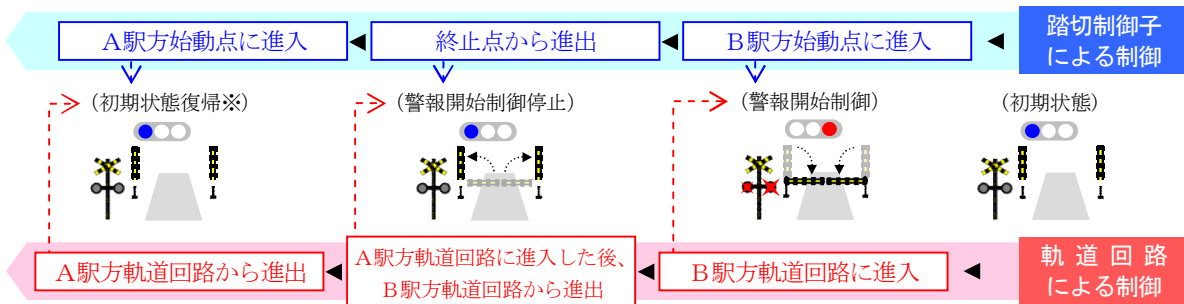 A駅方始動点に進入
終止点から進出
B駅方始動点に進入
踏切制御子
による制御
(初期状態復帰※)
(警報開始制御停止)
(警報開始制御)
(初期状態)
A駅方軌道回路から進出
A駅方軌道回路に進入した後、
B駅方軌道回路から進出
B駅方軌道回路に進入
軌道回路
による制御